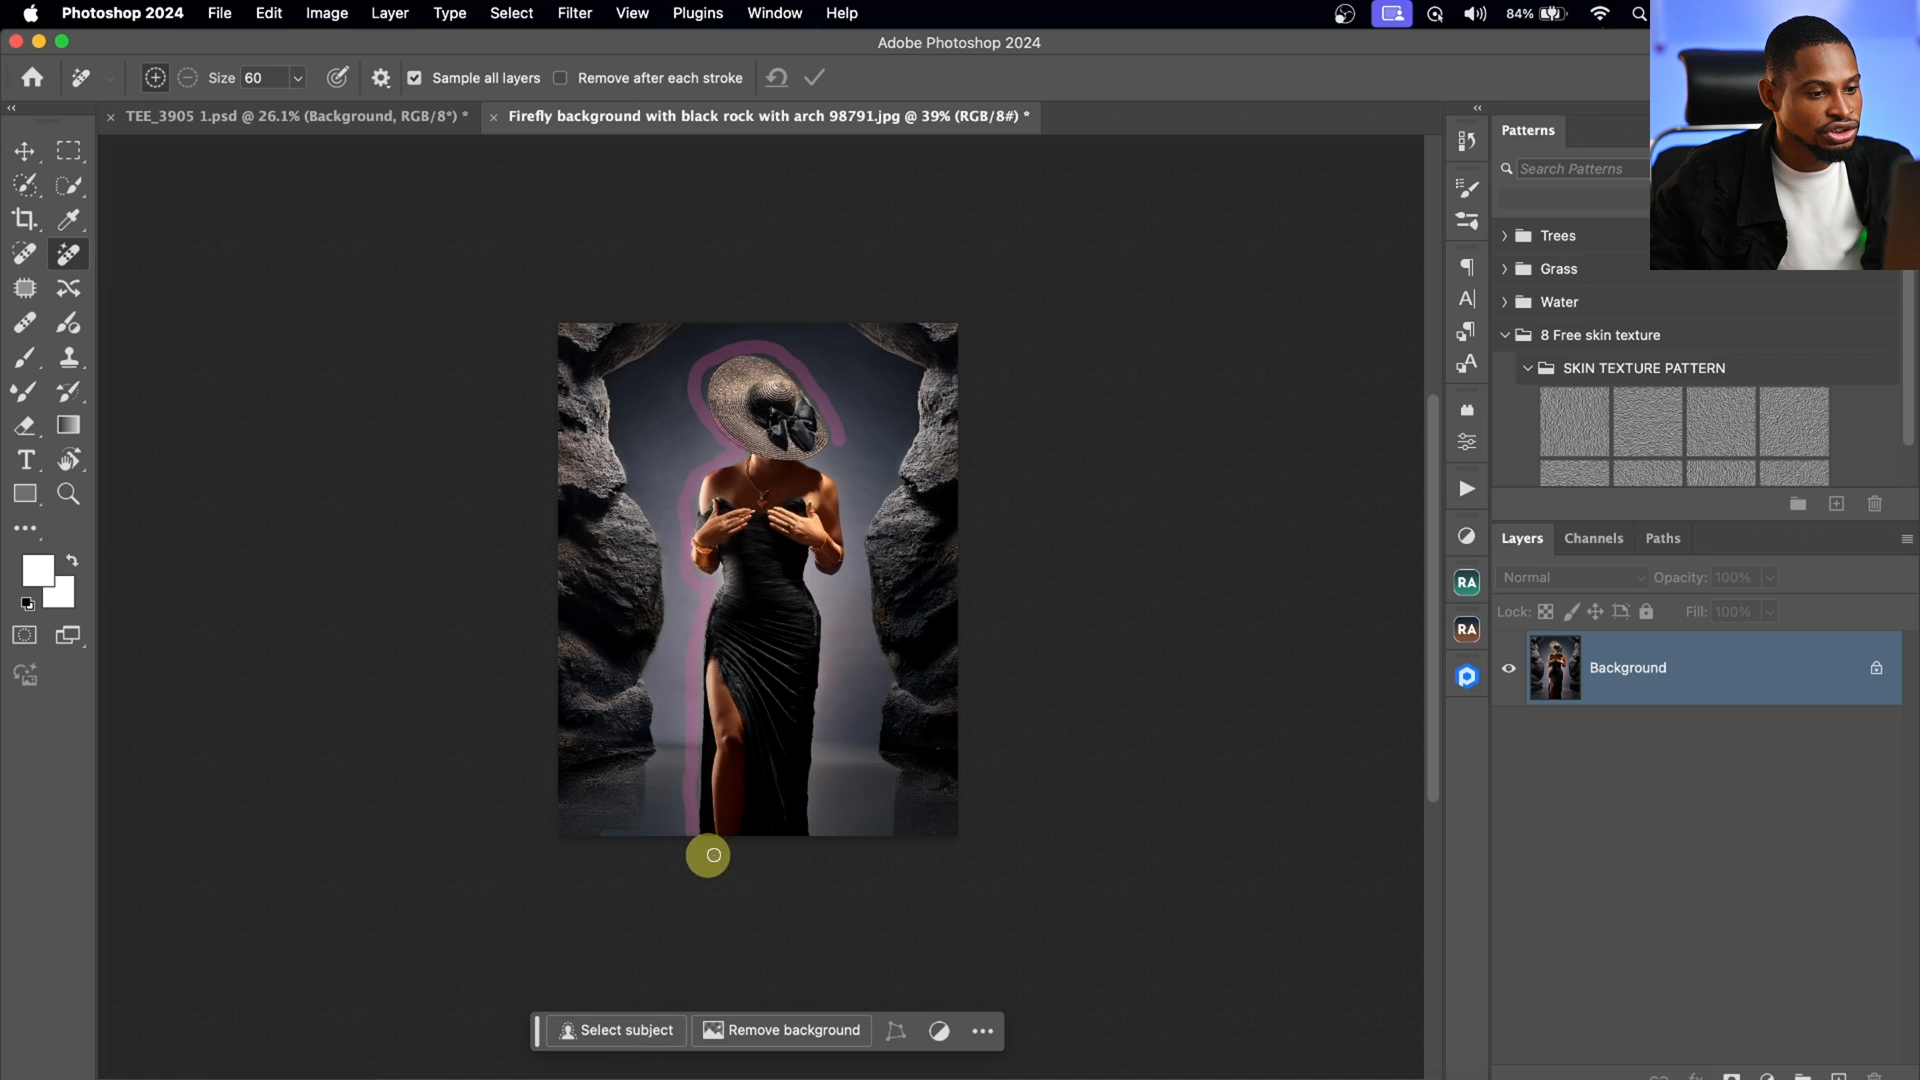 Photoshop 2024 File Edit Image Layer Type Select Filter View Plugins Window Help 84%
Adobe Photoshop 2024
Size 60 Sample all layers Remove after each stroke
TEE_3905 1.psd @ 26.1% (Background, RGB/8*) * Firefly background with black rock with arch 98791.jpg @ 39% (RGB/8#) *
Patterns
Search Patterns
Trees
Grass
Water
8 Free skin texture
SKIN TEXTURE PATTERN
Layers Channels Paths
Normal Opacity: 100%
Lock: Fill: 100%
RA
RA
Background
Select subject Remove background